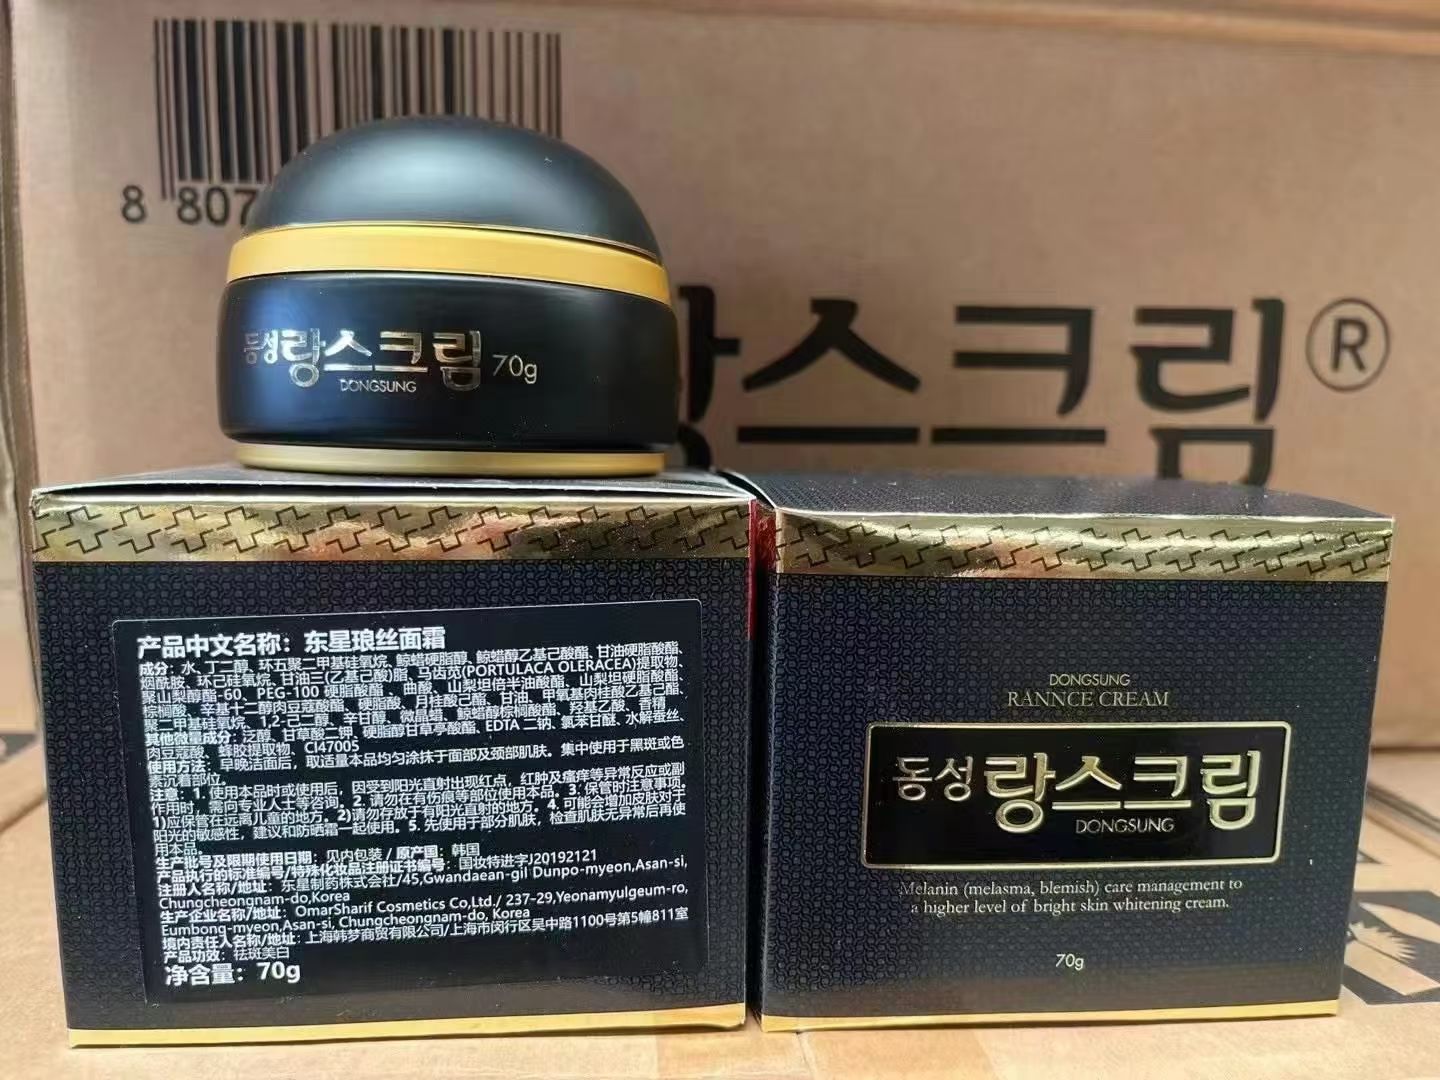 8 807
랑스크림®
동성랑스크림 70g
DONGSUNG
产品中文名称：东星琅丝面霜
成分：水、丁二醇、环五聚二甲基硅氧烷、鲸蜡硬脂醇、鲸蜡醇乙基己酸酯、甘油硬脂酸酯、
烟酰胺、环己硅氧烷、甘油三(乙基己酸)脂、马齿苋(PORTULACA OLERACEA)提取物、
聚山梨醇酯-60、PEG-100 硬脂酸酯、曲酸、山梨坦倍半油酸酯、山梨坦硬脂酸酯
棕榈酸、辛基十二醇肉豆蔻酸酯、硬脂酸、月桂酸己酯、甘油、甲氧基肉桂酸乙基己酯、
聚二甲基硅氧烷、1,2-己二醇、辛甘醇、微晶蜡、鲸蜡醇棕榈酸酯、羟基乙酸、香精
其他微量成分：泛醇、甘草酸二钾、硬脂醇甘草亭酸酯、EDTA 二钠、氯苯甘醚、水解蚕丝、
肉豆蔻酸、蜂胶提取物、CI47005
使用方法：早晚洁面后，取适量本品均匀涂抹于面部及颈部肌肤。集中使用于黑斑或色
素沉着部位。
注意：1. 使用本品时或使用后，因受到阳光直射出现红点，红肿及瘙痒等异常反应或副
作用时，需向专业人士等咨询。2. 请勿在有伤痕等部位使用本品。3. 保管时注意事项。
1)应保管在远离儿童的地方。2)请勿存放于有阳光直射的地方。4. 可能会增加皮肤对于
阳光的敏感性，建议和防晒霜一起使用。5. 先使用于部分肌肤，检查肌肤无异常后再使
用本品。
生产批号及限期使用日期：见内包装 / 原产国：韩国
产品执行的标准编号/特殊化妆品注册证书编号：国妆特进字J20192121
注册人名称/地址：东星制药株式会社/45,Gwandaean-gil Dunpo-myeon,Asan-si,
Chungcheongnam-do,Korea
生产企业名称/地址：OmarSharif Cosmetics Co,Ltd./ 237-29,Yeonamyulgeum-ro,
Eumbong-myeon,Asan-si, Chungcheongnam-do, Korea
境内责任人名称/地址：上海韩梦商贸有限公司/上海市闵行区吴中路1100号第5幢811室
产品功效：祛斑美白
净含量：70g
DONGSUNG
RANNCE CREAM
동성랑스크림
DONGSUNG
Melanin (melasma, blemish) care management to
a higher level of bright skin whitening cream.
70g